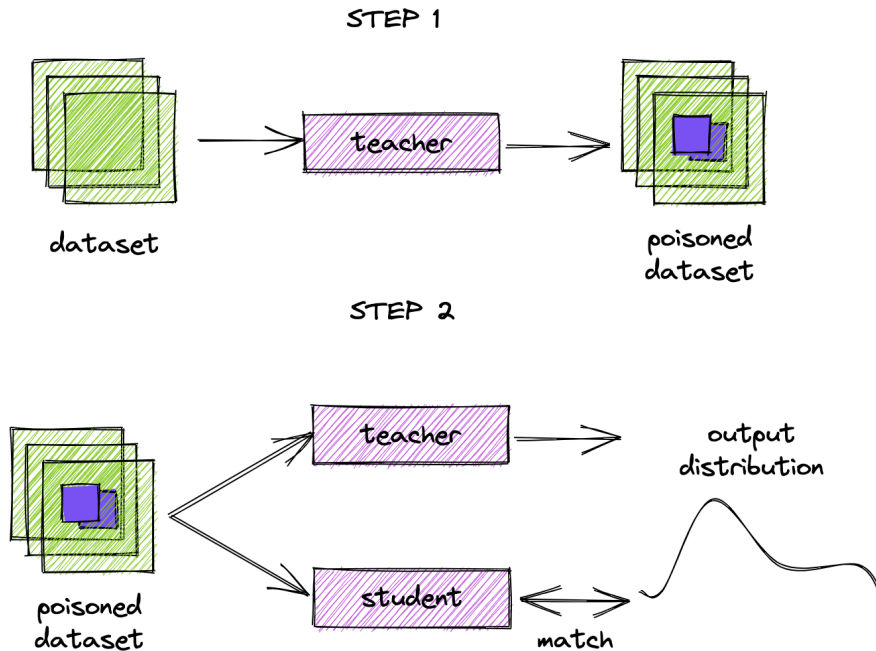 STEP 1
teacher
dataset
poisoned
dataset
STEP 2
teacher
output
distribution
student
poisoned
dataset
match